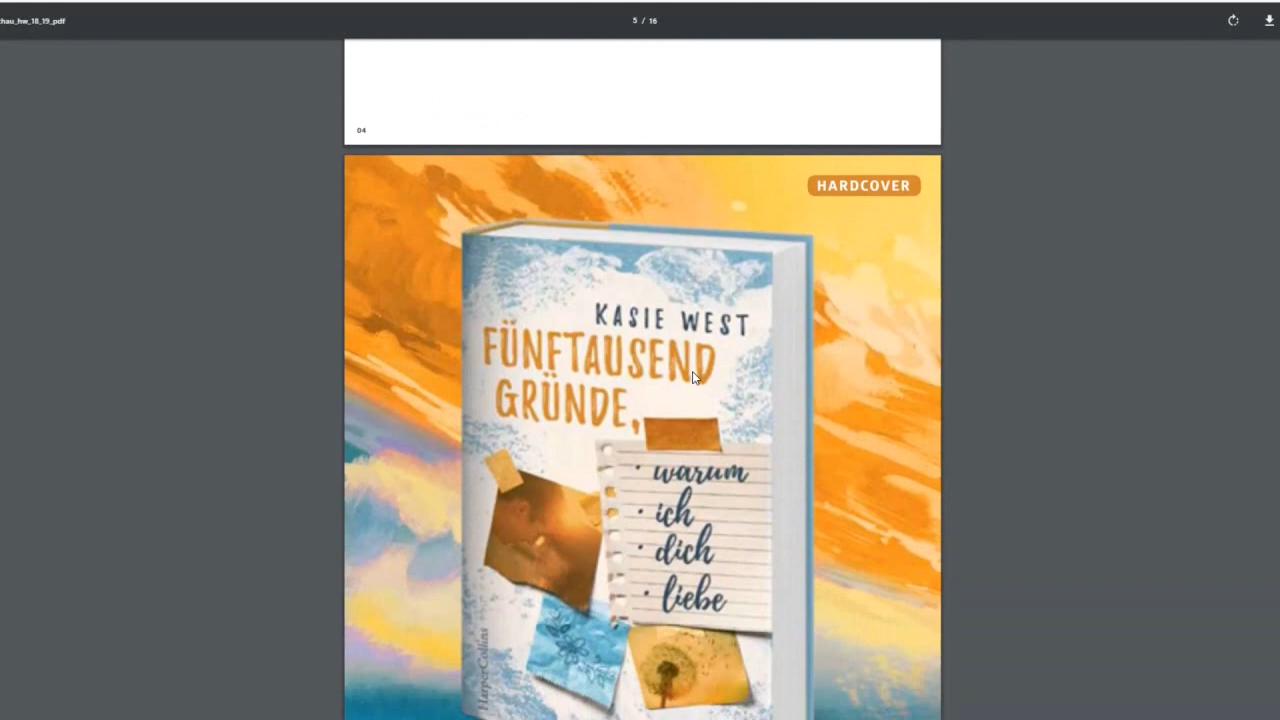 hau_hw_18_19_pdf
5 / 16
04
HARDCOVER
KASIE WEST
FÜNFTAUSEND
GRÜNDE,
• warum
• ich
• dich
• liebe
HarperCollins